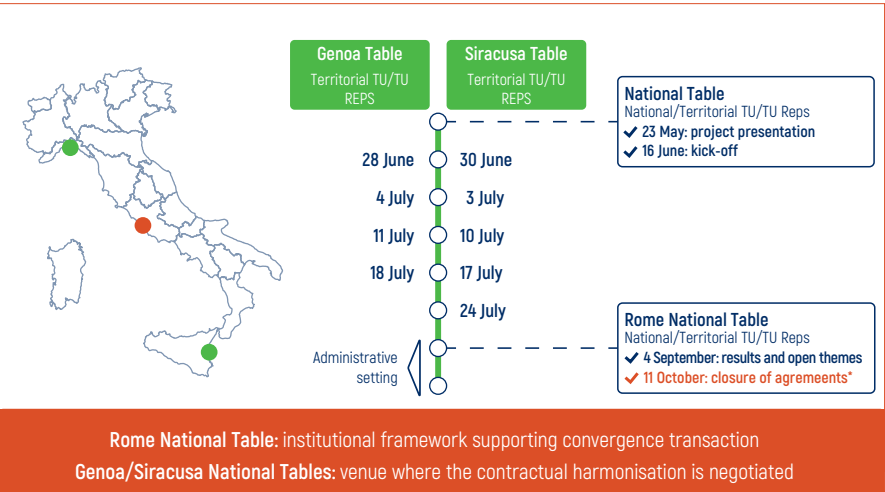 Genoa Table
Territorial TU/TU
REPS
Siracusa Table
Territorial TU/TU
REPS
National Table
National/Territorial TU/TU Reps
23 May: project presentation
16 June: kick-off
28 June
30 June
4 July
3 July
11 July
10 July
18 July
17 July
24 July
Administrative
setting
Rome National Table
National/Territorial TU/TU Reps
4 September: results and open themes
11 October: closure of agrements*
Rome National Table: institutional framework supporting convergence transaction
Genoa/Siracusa National Tables: venue where the contractual harmonisation is negotiated